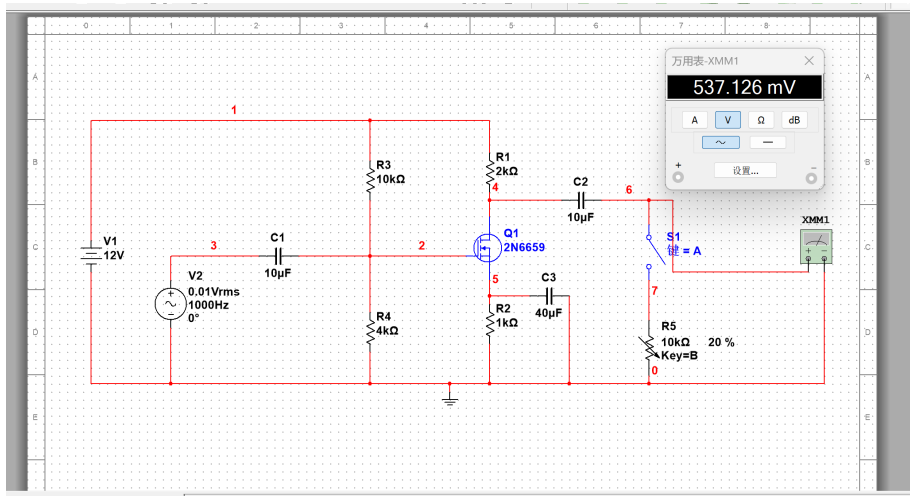 0 1 2 3 4 5 6 7 8
万用表-XMM1
537.126 mV
A V Ω dB
设置...
+ −
A A
B B
C C
D D
E E
1
R3
10kΩ
R1
2kΩ
4
C2
10µF
6
XMM1
+ −
V1
12V
3
C1
10µF
2
Q1
2N6659
S1
键 = A
V2
0.01Vrms
1000Hz
0°
+
5
C3
40µF
7
R4
4kΩ
R2
1kΩ
R5
10kΩ 20 %
Key=B
0